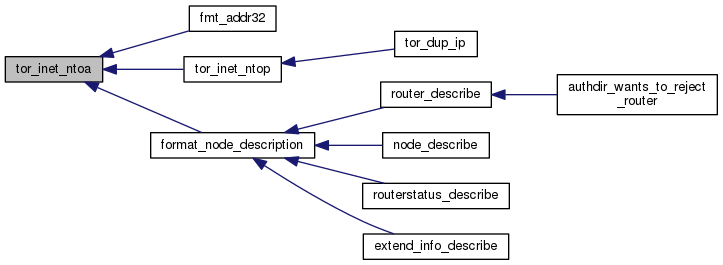 fmt_addr32
tor_dup_ip
tor_inet_ntoa
tor_inet_ntop
authdir_wants_to_reject
_router
router_describe
format_node_description
node_describe
routerstatus_describe
extend_info_describe